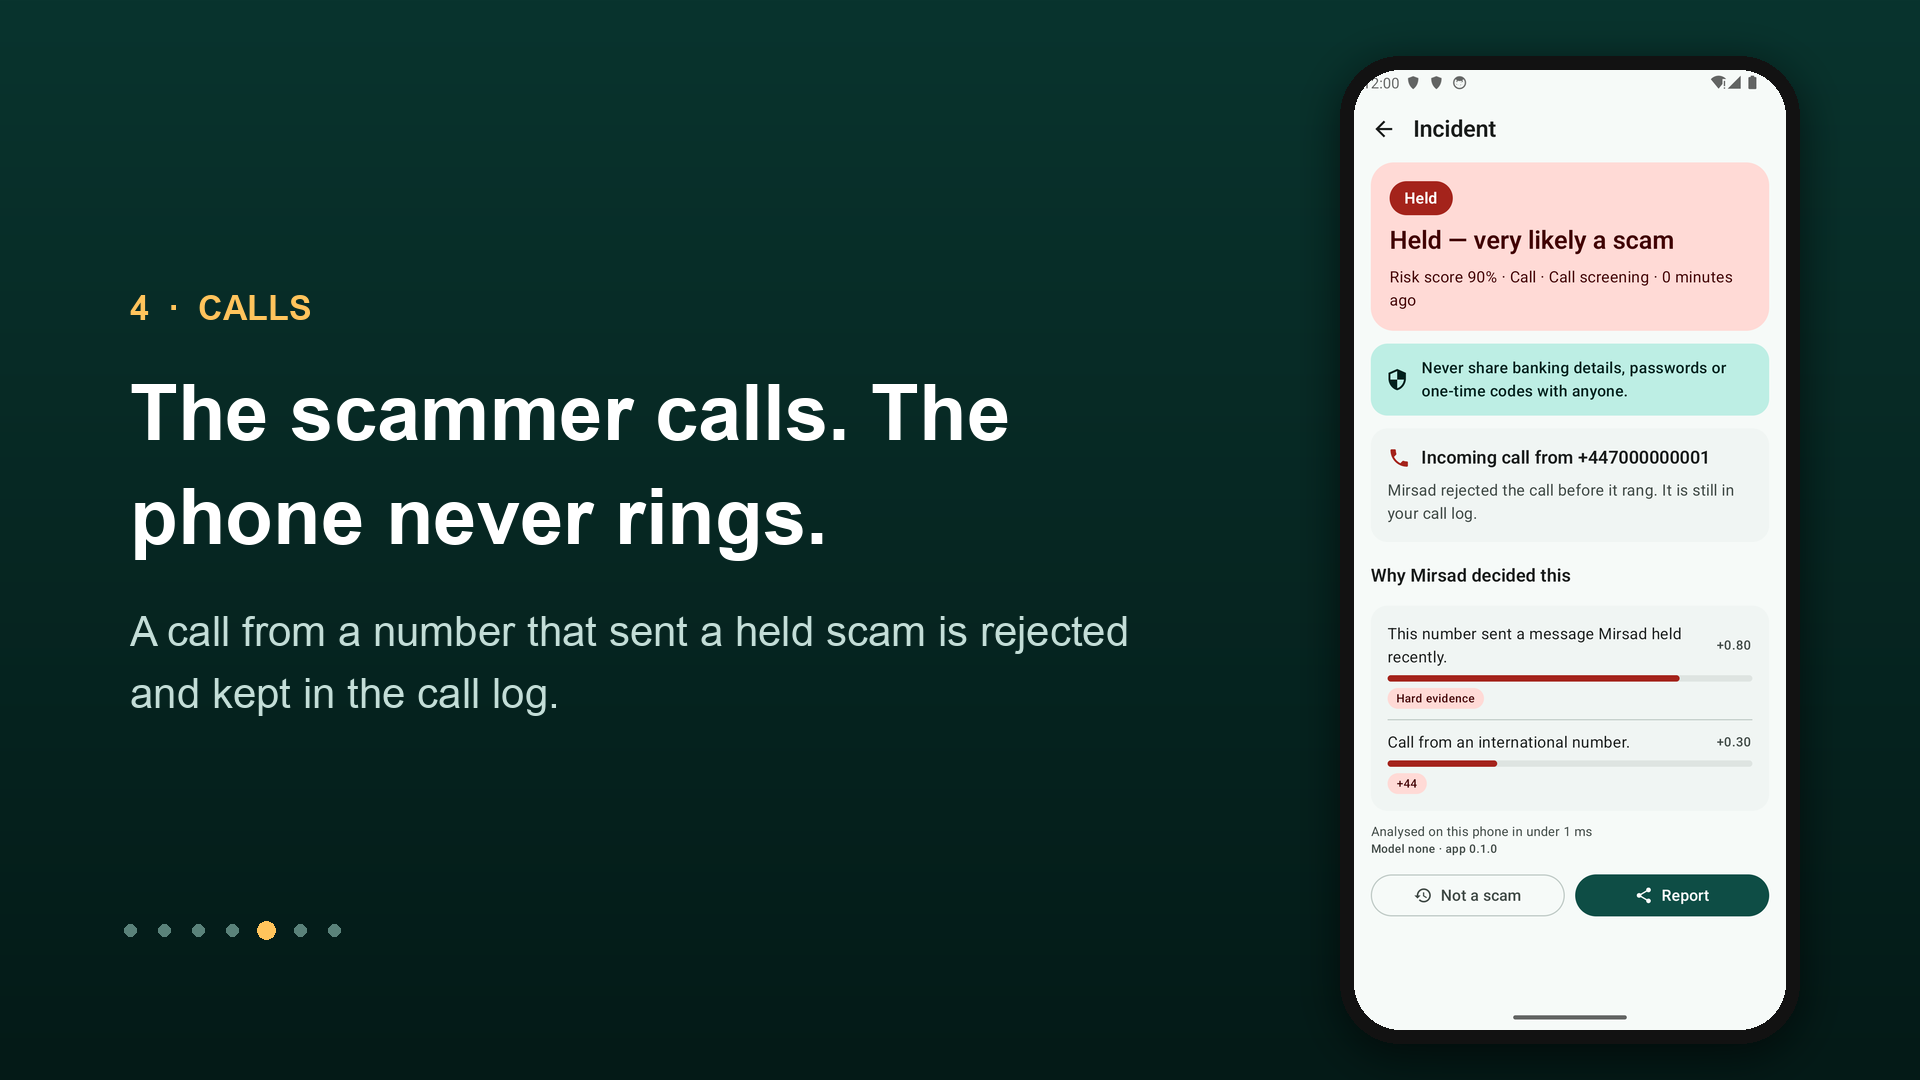 4 · CALLS
The scammer calls. The
phone never rings.
A call from a number that sent a held scam is rejected
and kept in the call log.
2:00
Incident
Held
Held — very likely a scam
Risk score 90% · Call · Call screening · 0 minutes
ago
Never share banking details, passwords or
one-time codes with anyone.
Incoming call from +447000000001
Mirsad rejected the call before it rang. It is still in
your call log.
Why Mirsad decided this
This number sent a message Mirsad held
recently.
+0.80
Hard evidence
Call from an international number.
+0.30
+44
Analysed on this phone in under 1 ms
Model none · app 0.1.0
Not a scam
Report